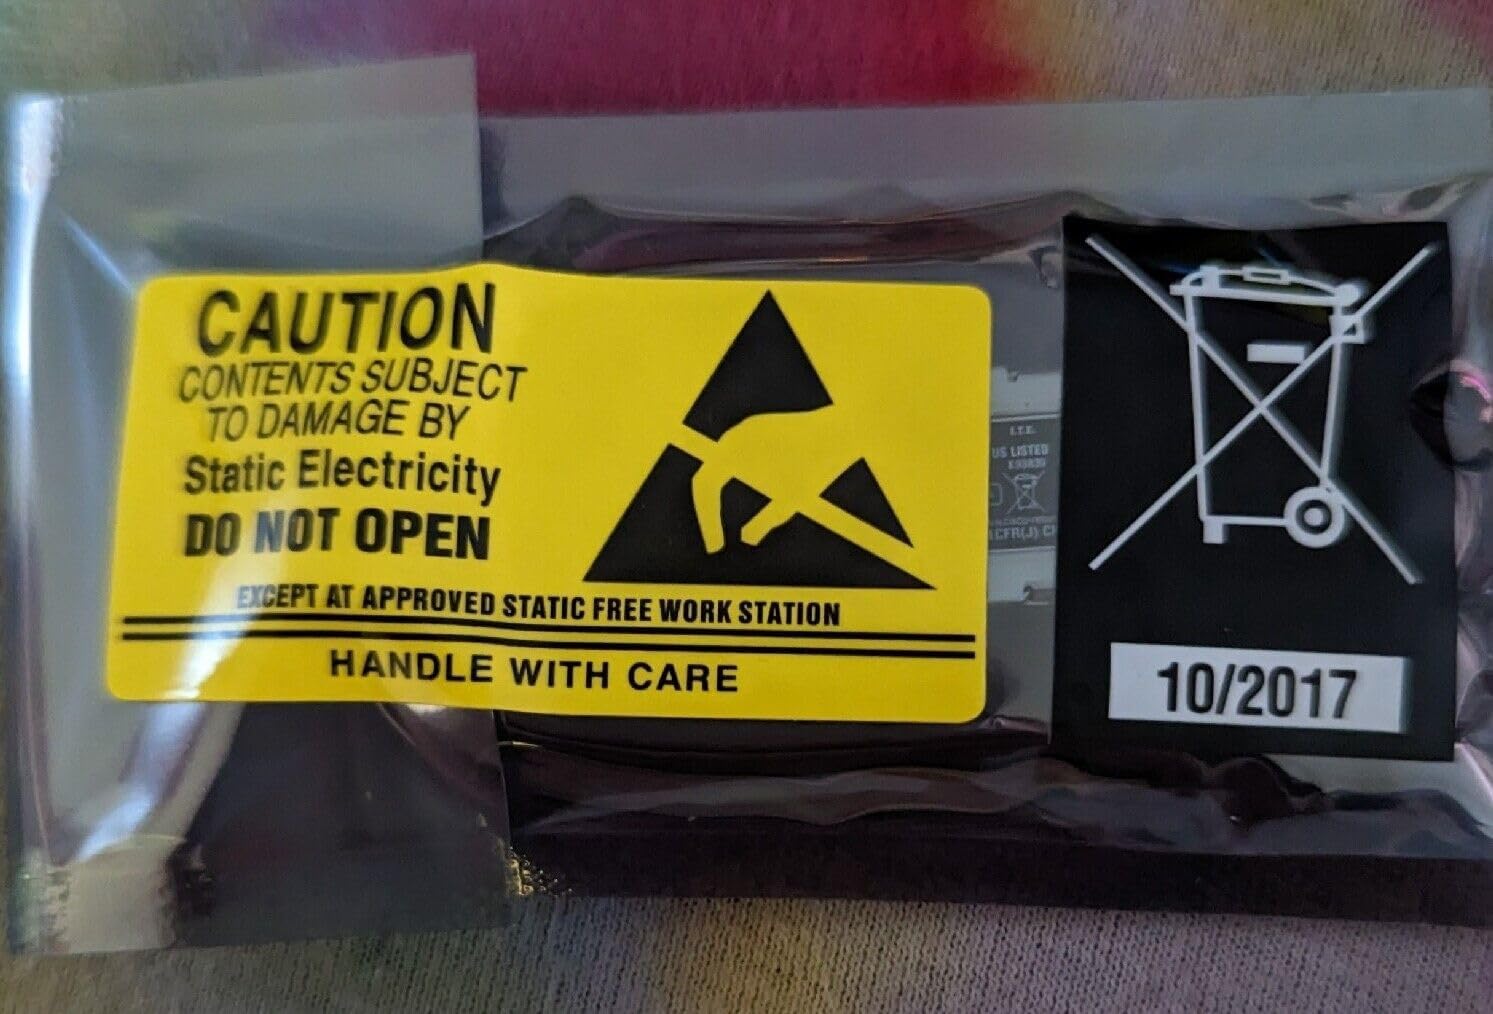 CAUTION
CONTENTS SUBJECT
TO DAMAGE BY
Static Electricity
DO NOT OPEN
EXCEPT AT APPROVED STATIC FREE WORK STATION
HANDLE WITH CARE
I.T.E.
US LISTED
10/2017